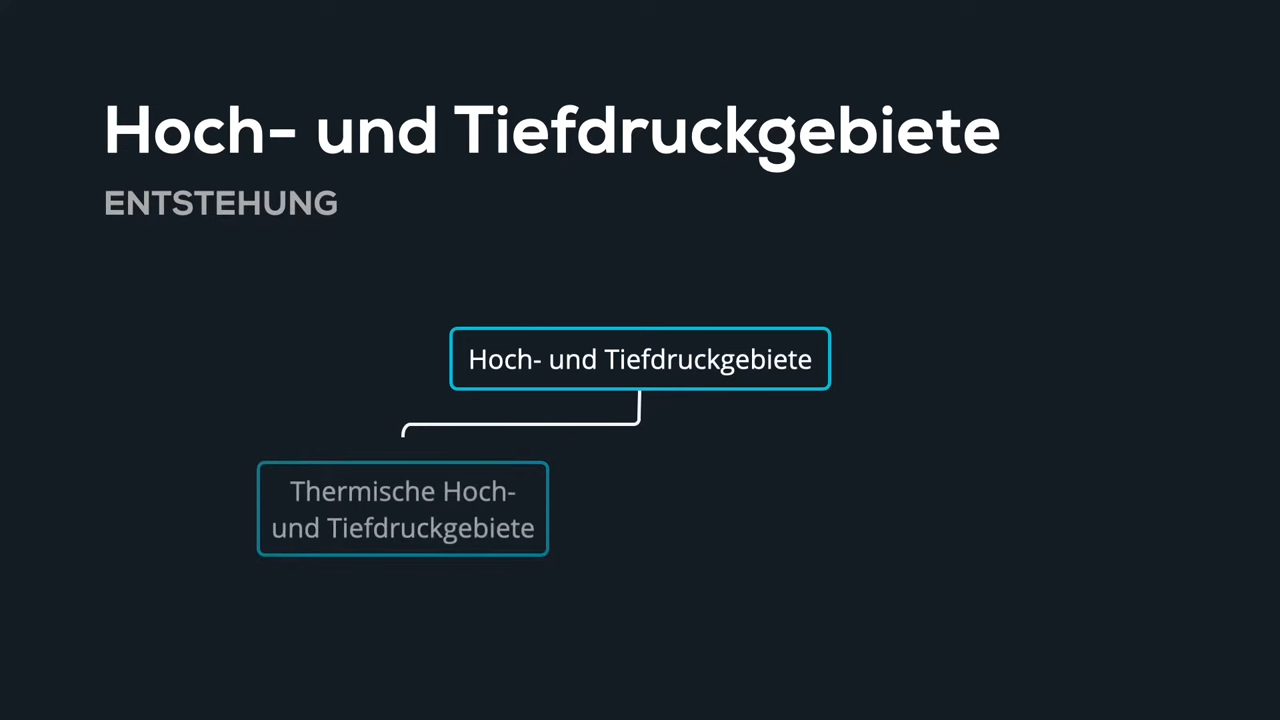 Hoch- und Tiefdruckgebiete
ENTSTEHUNG
Hoch- und Tiefdruckgebiete
Thermische Hoch-
und Tiefdruckgebiete